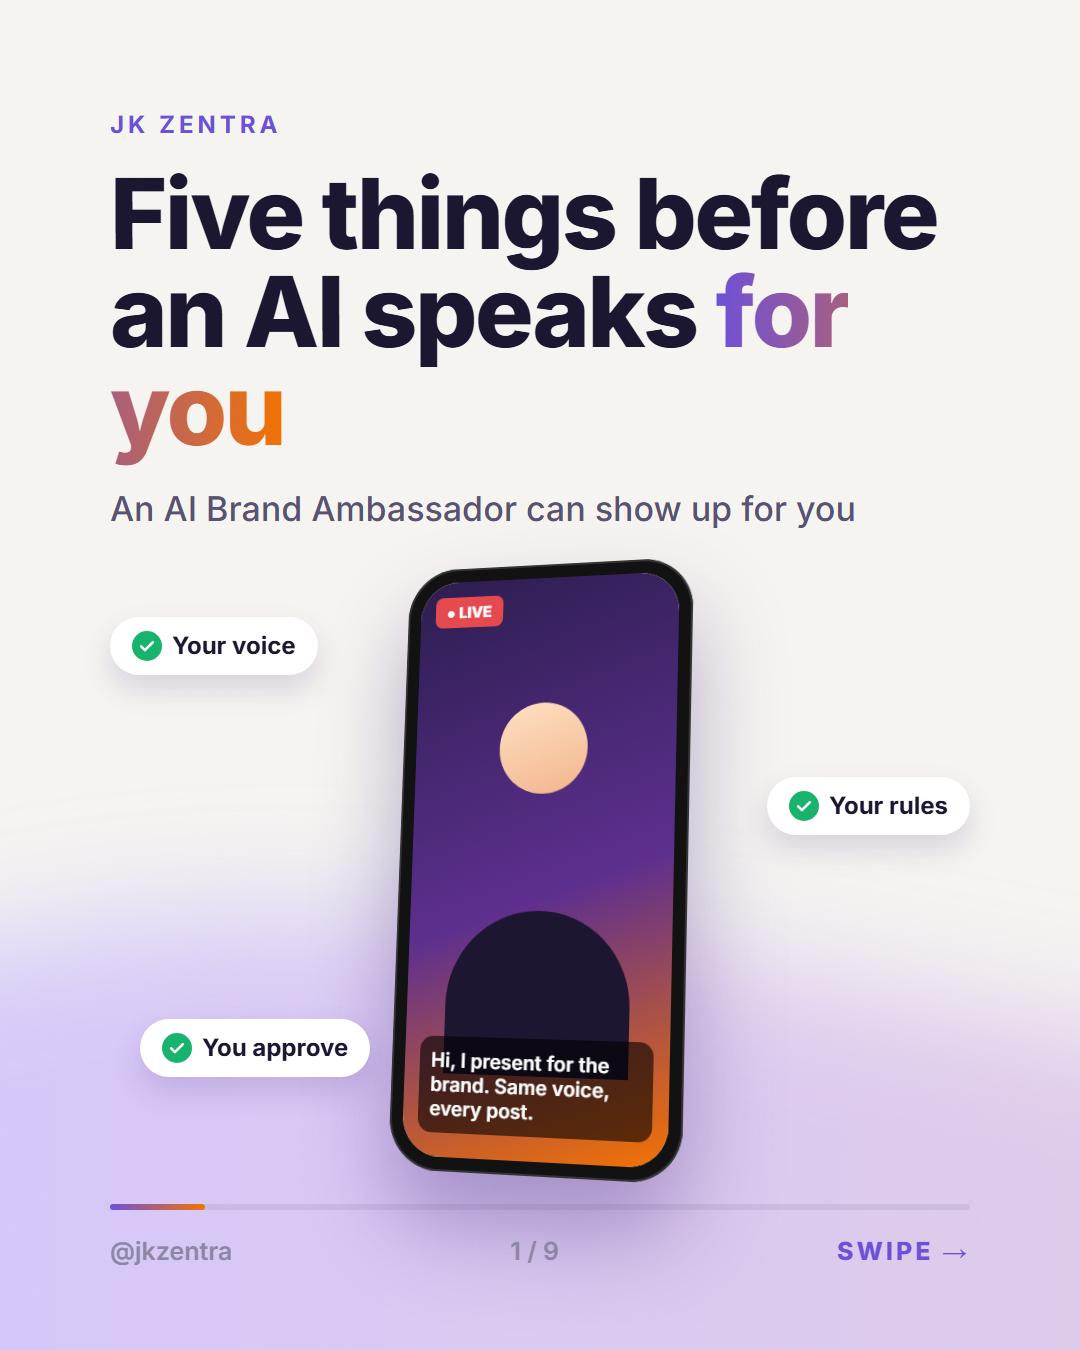 JK ZENTRA
Five things before
an AI speaks for
you
An AI Brand Ambassador can show up for you
• LIVE
Your voice
Your rules
You approve
Hi, I present for the
brand. Same voice,
every post.
@jkzentra
1 / 9
SWIPE →